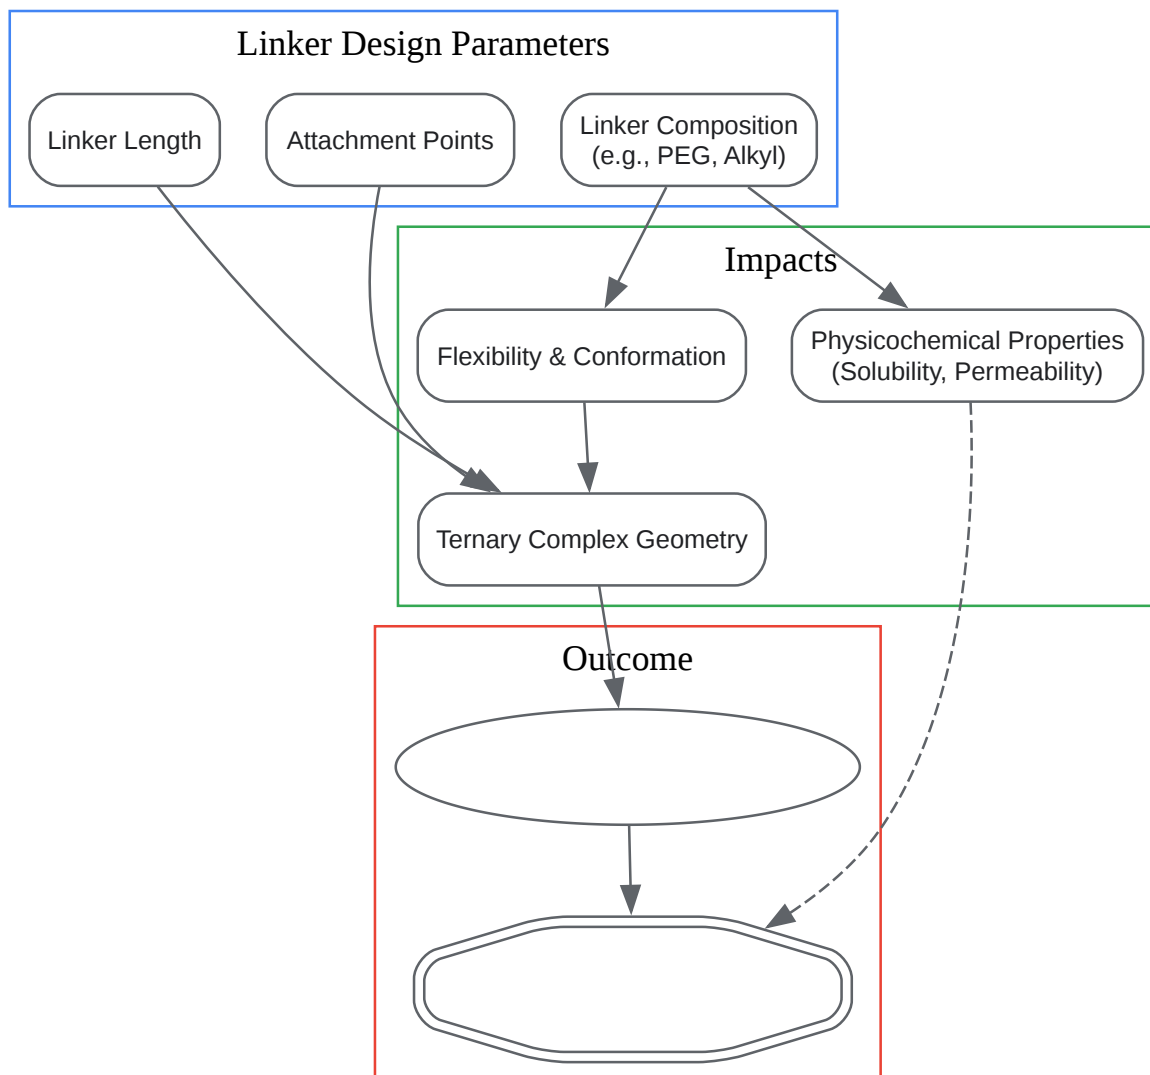 Linker Design Parameters
Linker Length
Attachment Points
Linker Composition
(e.g., PEG, Alkyl)
Impacts
Flexibility & Conformation
Physicochemical Properties
(Solubility, Permeability)
Ternary Complex Geometry
Outcome